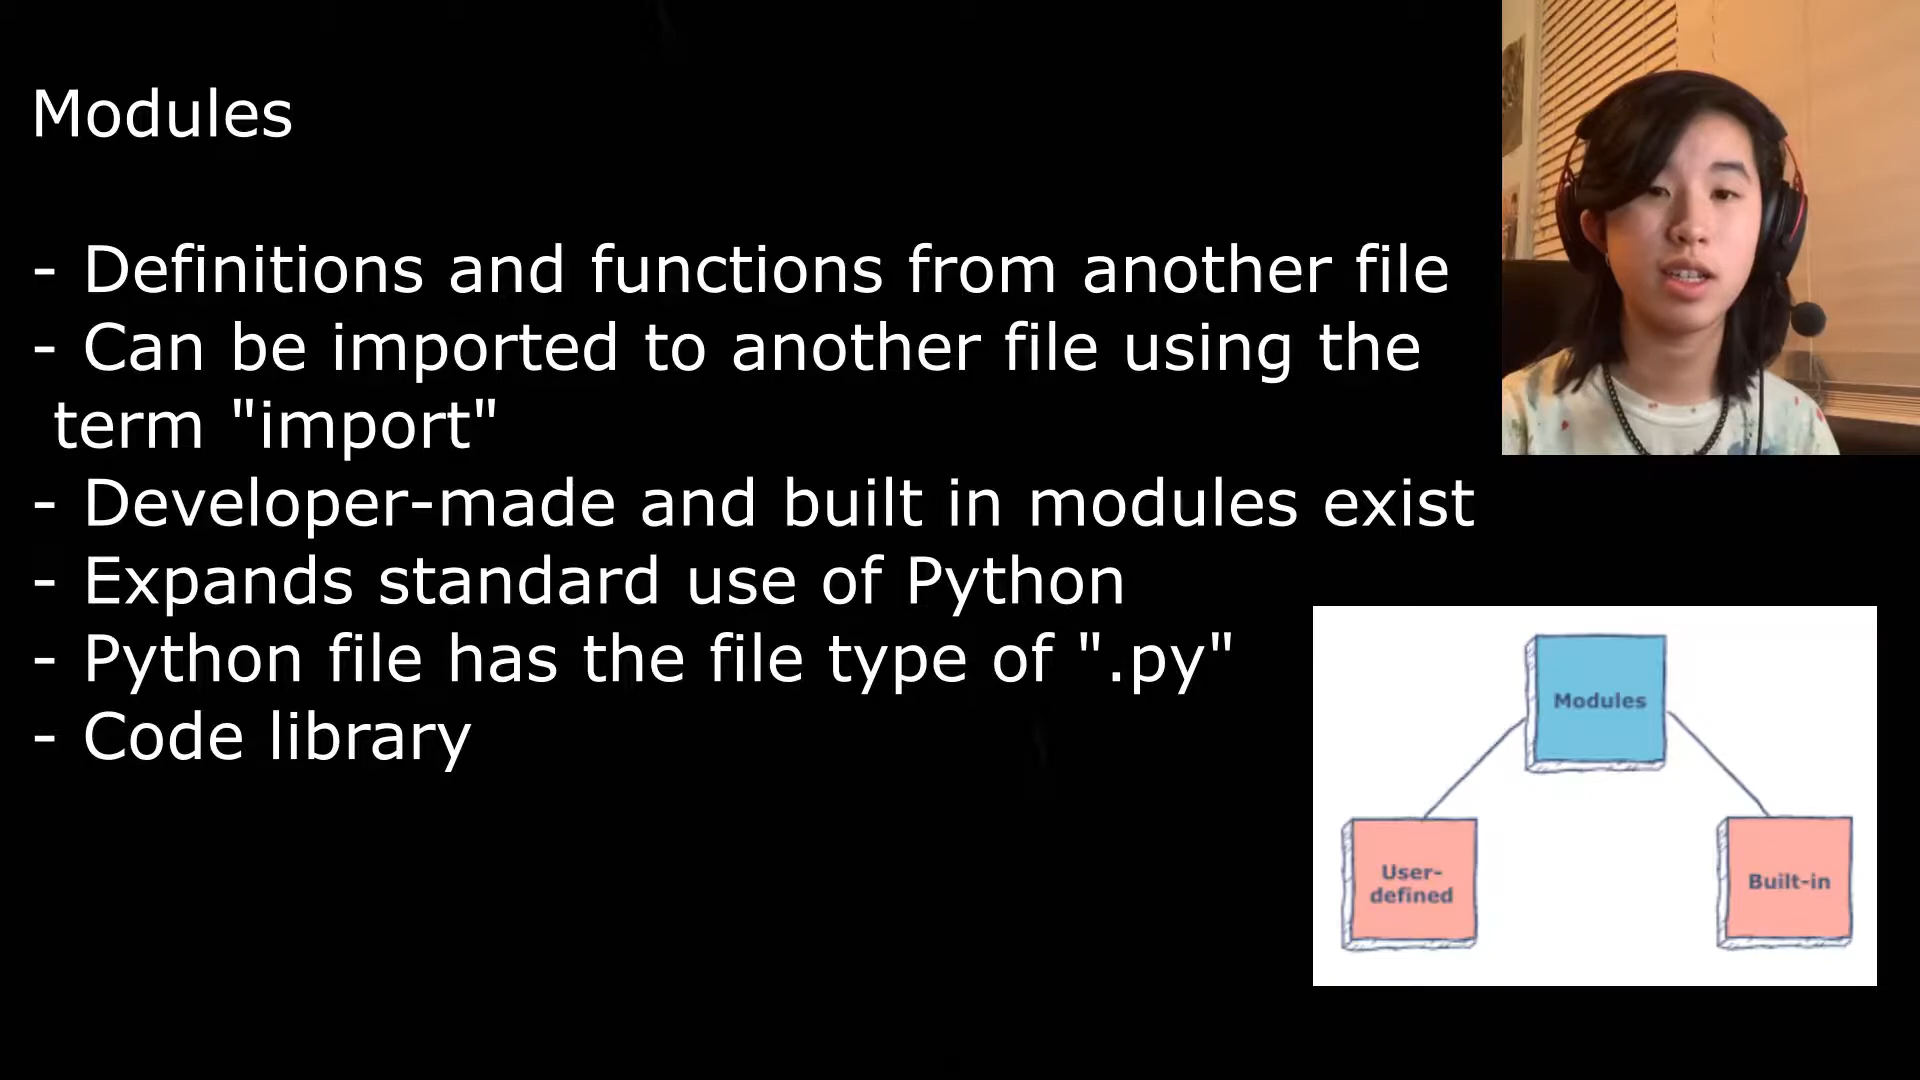 Modules
- Definitions and functions from another file
- Can be imported to another file using the
term "import"
- Developer-made and built in modules exist
- Expands standard use of Python
- Python file has the file type of ".py"
- Code library
Modules
User-
defined
Built-in